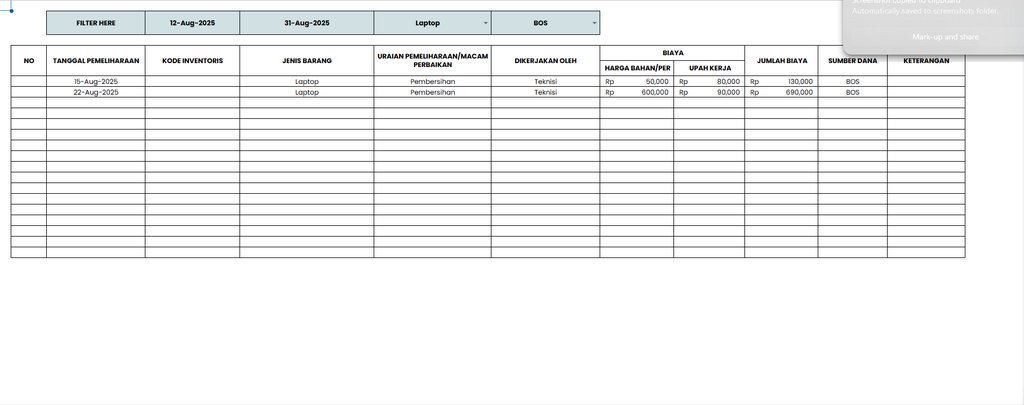 Screenshot copied to clipboard
Automatically saved to screenshots folder.
Mark-up and share
FILTER HERE 12-Aug-2025 31-Aug-2025 Laptop BOS
NO TANGGAL PEMELIHARAAN KODE INVENTORIS JENIS BARANG URAIAN PEMELIHARAAN/MACAM PERBAIKAN DIKERJAKAN OLEH BIAYA JUMLAH BIAYA SUMBER DANA KETERANGAN
HARGA BAHAN/PER UPAH KERJA
15-Aug-2025 Laptop Pembersihan Teknisi Rp 50,000 Rp 80,000 Rp 130,000 BOS
22-Aug-2025 Laptop Pembersihan Teknisi Rp 600,000 Rp 90,000 Rp 690,000 BOS